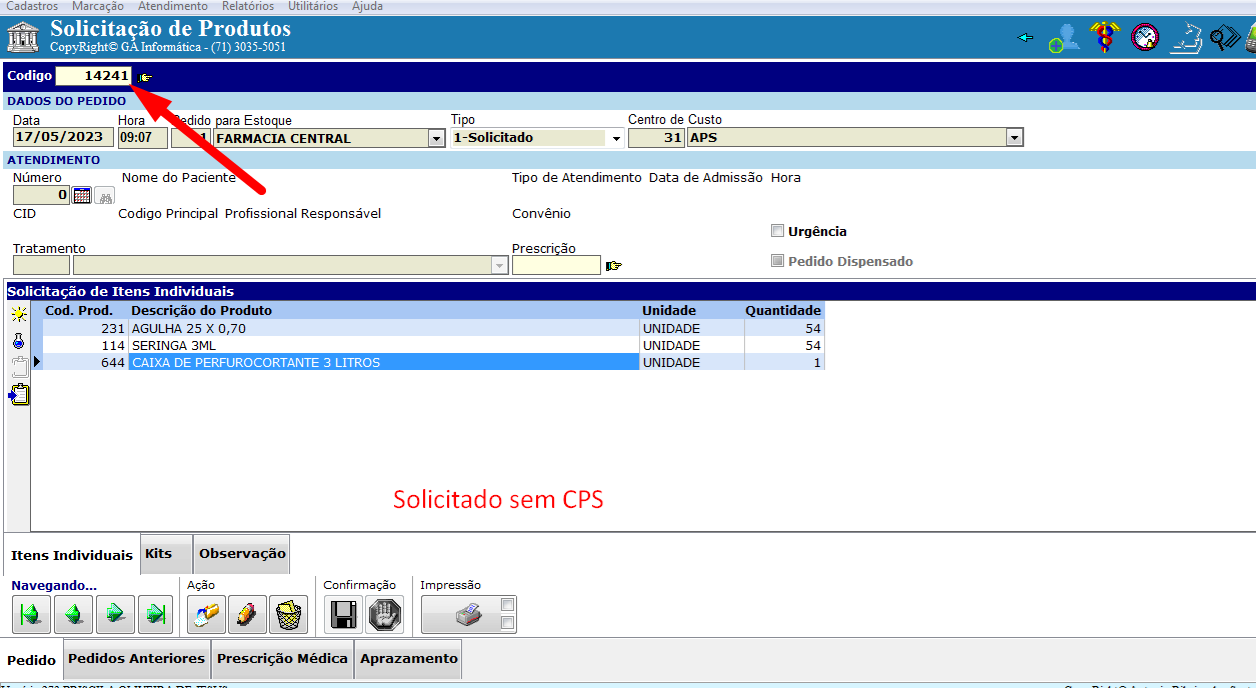 Cadastros Marcação Atendimento Relatórios Utilitários Ajuda
Solicitação de Produtos
CopyRight© GA Informática - (71) 3035-5051
Codigo 14241
DADOS DO PEDIDO
Data Hora Pedido para Estoque Tipo Centro de Custo
17/05/2023 09:07 1 FARMACIA CENTRAL 1-Solicitado 31 APS
ATENDIMENTO
Número Nome do Paciente Tipo de Atendimento Data de Admissão Hora
0
CID Codigo Principal Profissional Responsável Convênio
Urgência
Tratamento Prescrição
Pedido Dispensado
Solicitação de Itens Individuais
Cod. Prod. Descrição do Produto Unidade Quantidade
231 AGULHA 25 X 0,70 UNIDADE 54
114 SERINGA 3ML UNIDADE 54
644 CAIXA DE PERFUROCORTANTE 3 LITROS UNIDADE 1
Solicitado sem CPS
Itens Individuais Kits Observação
Navegando... Ação Confirmação Impressão
Pedido Pedidos Anteriores Prescrição Médica Aprazamento